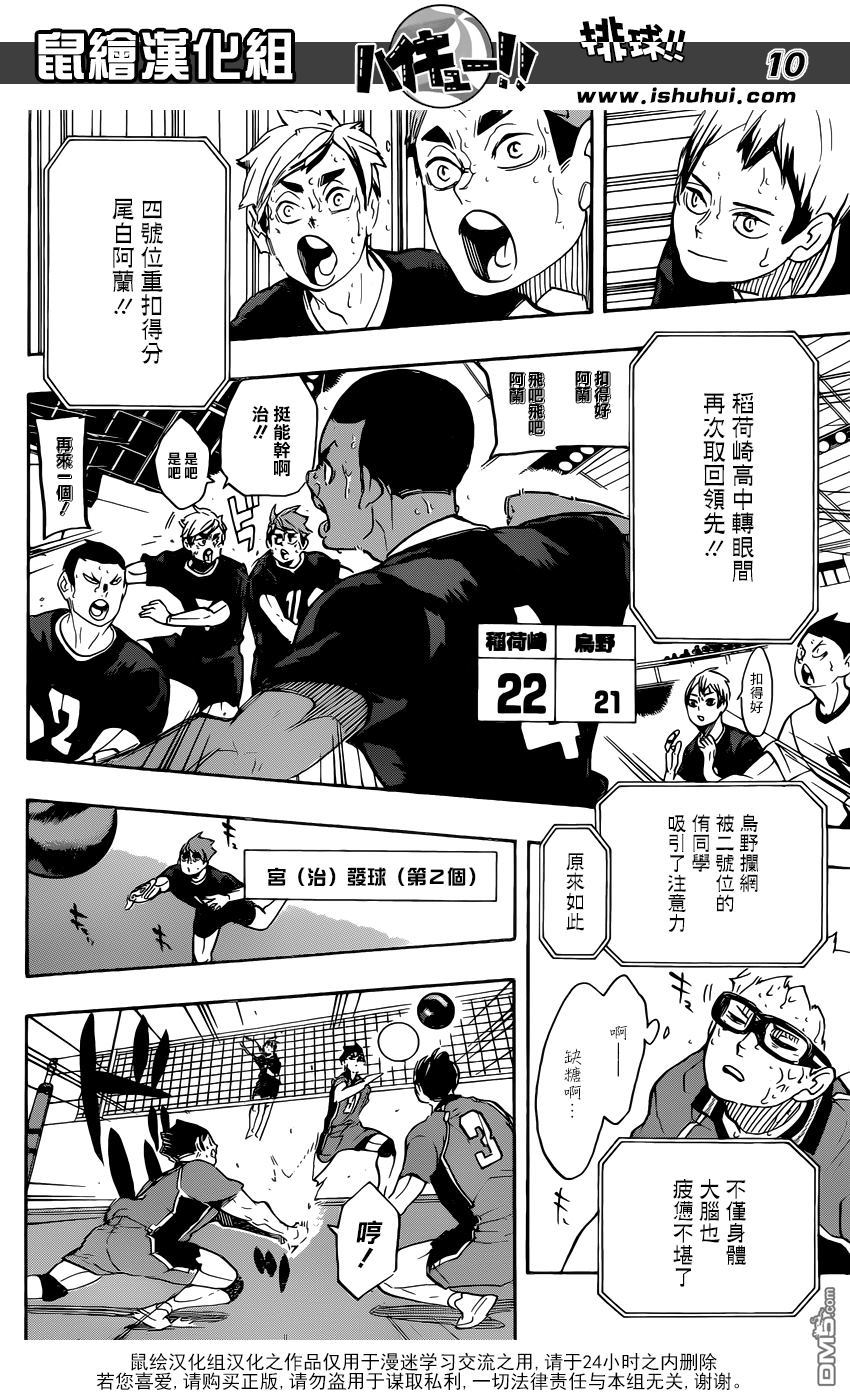 鼠繪漢化組
ハイキュー!!
排球!!
10
www.ishuhui.com
四號位重扣得分
尾白阿蘭!!
稻荷崎高中轉眼間
再次取回領先!!
扣得好
阿蘭
飛吧飛吧
阿蘭
挺能幹啊
治!!
是吧
是吧
再來一個!
稲荷崎
烏野
22
21
扣得好
烏野攔網
被二號位的
侑同學
吸引了注意力
原來如此
宮（治）發球（第2個）
啊——
缺糖啊…
不僅身體
大腦也
疲憊不堪了
3
哼!
鼠绘汉化组汉化之作品仅用于漫迷学习交流之用, 请于24小时之内删除
若您喜爱, 请购买正版, 请勿盗用于谋取私利, 一切法律责任与本组无关, 谢谢。
DM5.com